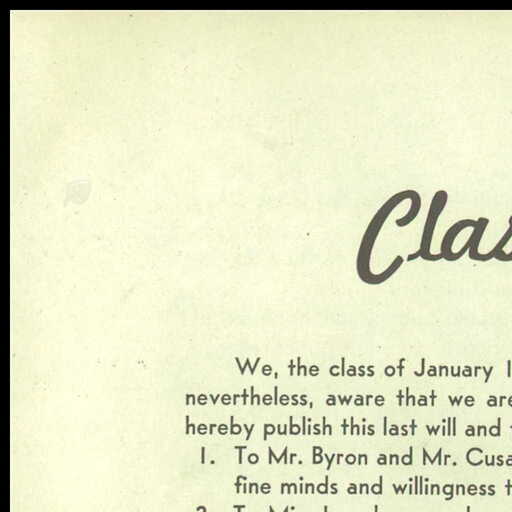 Clas
We, the class of January 1
nevertheless, aware that we are
hereby publish this last will and
1. To Mr. Byron and Mr. Cusa
fine minds and willingness